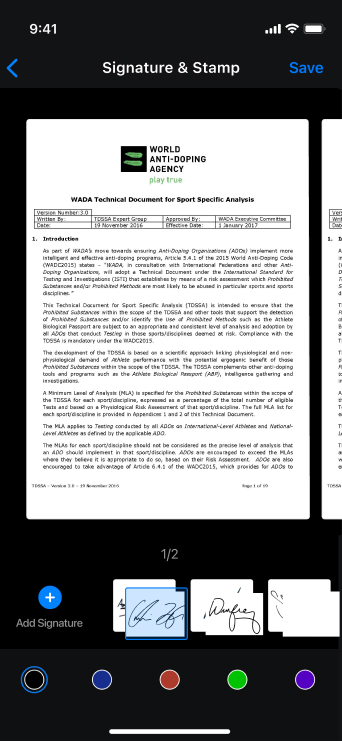 9:41
Signature & Stamp
Save
WORLD
ANTI-DOPING
AGENCY
play true
WADA Technical Document for Sport Specific Analysis
Version Number: 3.0
Written By: TDSSA Expert Group Approved By: WADA Executive Committee
Date: 19 November 2016 Effective Date: 1 January 2017
1. Introduction
As part of WADA's move towards ensuring Anti-Doping Organizations (ADOs) implement more
intelligent and effective anti-doping programs, Article 5.4.1 of the 2015 World Anti-Doping Code
(WADC2015) states – "WADA, in consultation with International Federations and other Anti-
Doping Organizations, will adopt a Technical Document under the International Standard for
Testing and Investigations (ISTI) that establishes by means of a risk assessment which Prohibited
Substances and/or Prohibited Methods are most likely to be abused in particular sports and sports
disciplines."
This Technical Document for Sport Specific Analysis (TDSSA) is intended to ensure that the
Prohibited Substances within the scope of the TDSSA and other tools that support the detection
of Prohibited Substances and/or identify the Use of Prohibited Methods such as the Athlete
Biological Passport are subject to an appropriate and consistent level of analysis and adoption by
all ADOs that conduct Testing in those sports/disciplines deemed at risk. Compliance with the
TDSSA is mandatory under the WADC2015.
The development of the TDSSA is based on a scientific approach linking physiological and non-
physiological demand of Athlete performance with the potential ergogenic benefit of those
Prohibited Substances within the scope of the TDSSA. The TDSSA complements other anti-doping
tools and programs such as the Athlete Biological Passport (ABP), intelligence gathering and
investigations.
A Minimum Level of Analysis (MLA) is specified for the Prohibited Substances within the scope of
the TDSSA for each sport/discipline, expressed as a percentage of the total number of eligible
Tests and based on a Physiological Risk Assessment of that sport/discipline. The full MLA list for
each sport/discipline is provided in Appendices 1 and 2 of this Technical Document.
The MLA applies to Testing conducted by all ADOs on International-Level Athletes and National-
Level Athletes as defined by the applicable ADO.
The MLAs for each sport/discipline should not be considered as the precise level of analysis that
an ADO should implement in that sport/discipline. ADOs are encouraged to exceed the MLAs
where they believe it is appropriate to do so, based on their Risk Assessment. ADOs are also
encouraged to take advantage of Article 6.4.1 of the WADC2015, which provides for ADOs to
TDSSA – Version 3.0 – 19 November 2016 Page 1 of 19
1/2
Add Signature